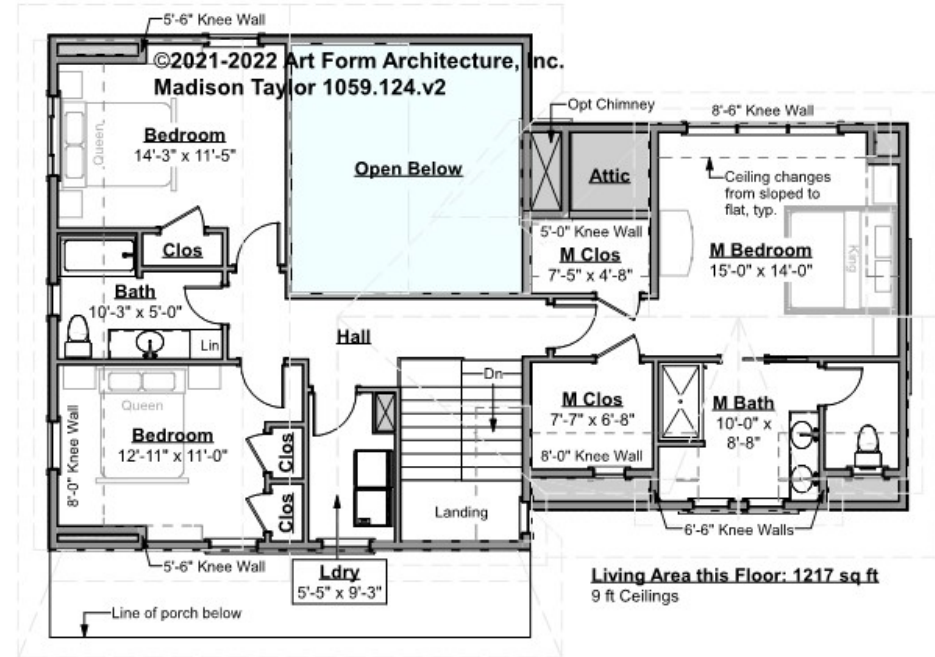 5'-6" Knee Wall
©2021-2022 Art Form Architecture, Inc.
Madison Taylor 1059.124.v2
Queen
Bedroom
14'-3" x 11'-5"
Open Below
Opt Chimney
Attic
8'-6" Knee Wall
Ceiling changes
from sloped to
flat, typ.
5'-0" Knee Wall
M Clos
7'-5" x 4'-8"
M Bedroom
15'-0" x 14'-0"
King
Clos
Bath
10'-3" x 5'-0"
Lin
Hall
Dn
M Clos
7'-7" x 6'-8"
8'-0" Knee Wall
M Bath
10'-0" x
8'-8"
Queen
Bedroom
12'-11" x 11'-0"
8'-0" Knee Wall
Clos
Clos
Landing
6'-6" Knee Walls
5'-6" Knee Wall
Ldry
5'-5" x 9'-3"
Line of porch below
Living Area this Floor: 1217 sq ft
9 ft Ceilings